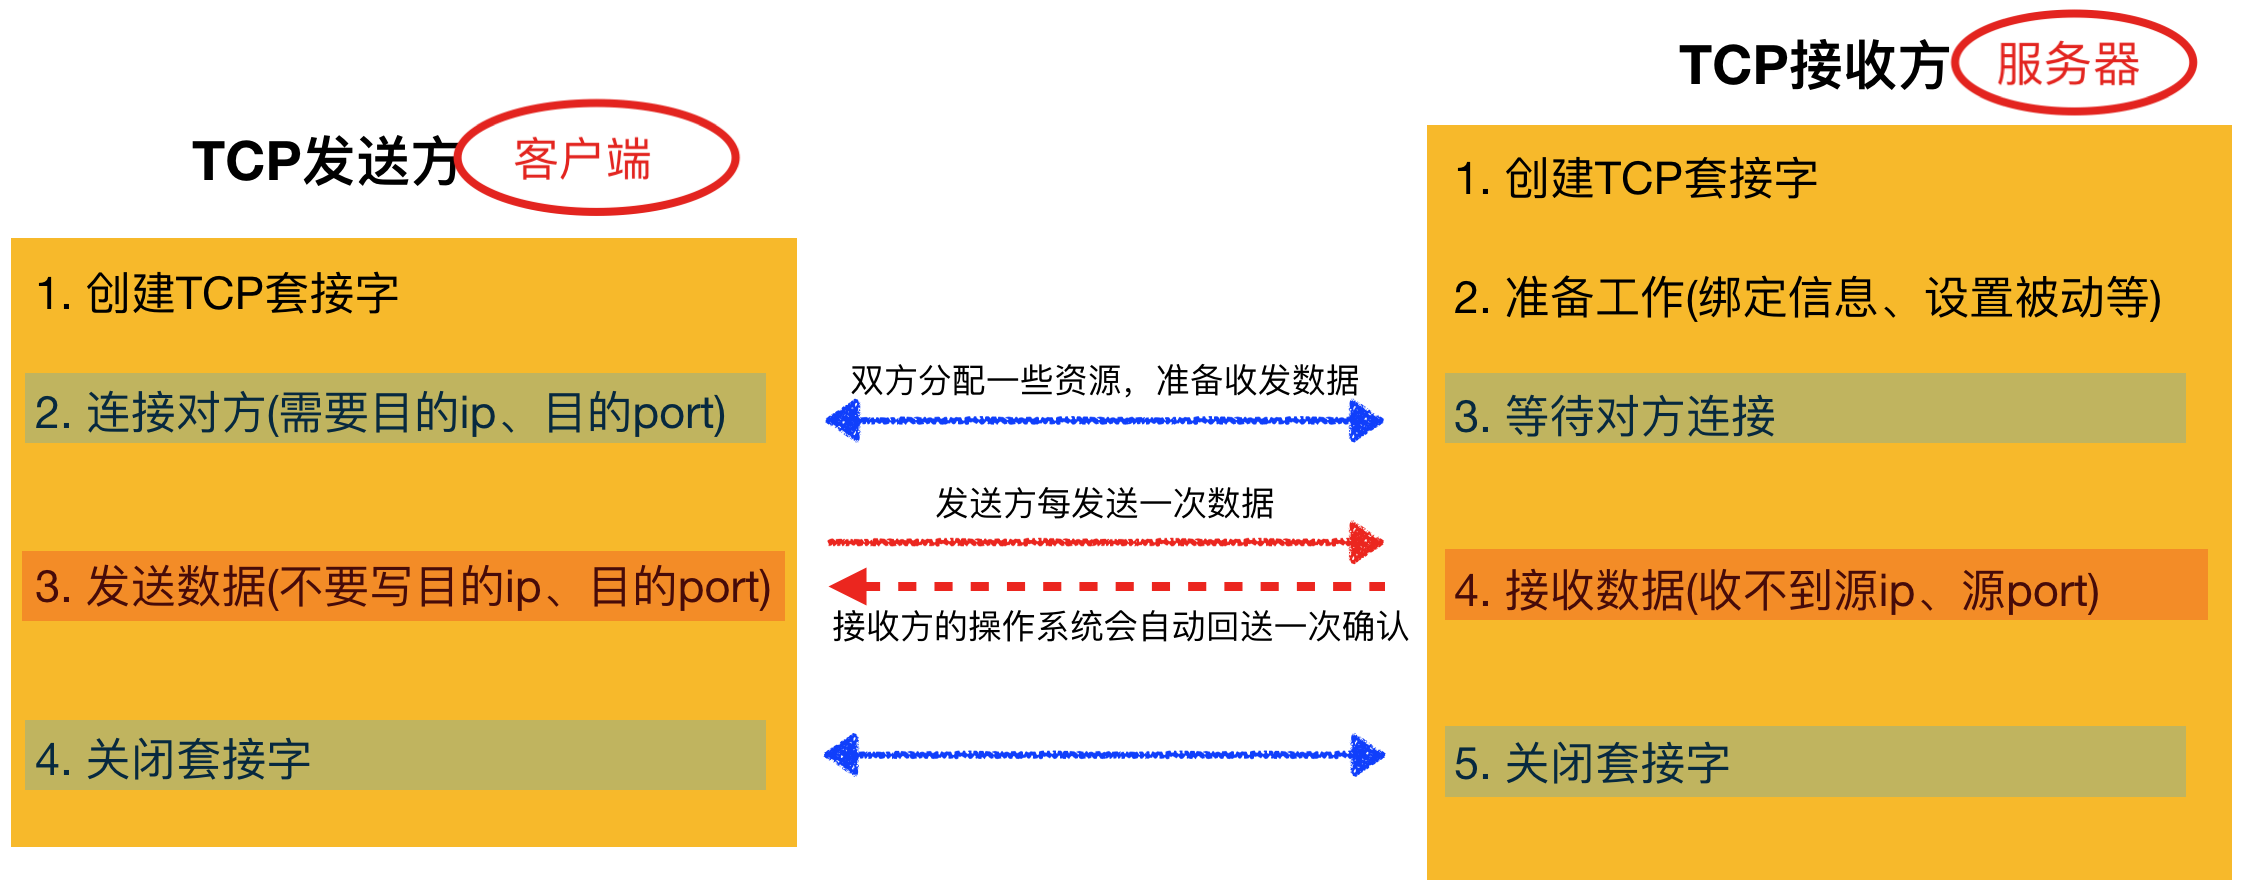 TCP发送方 客户端
1. 创建TCP套接字
2. 连接对方(需要目的ip、目的port)
3. 发送数据(不要写目的ip、目的port)
4. 关闭套接字
双方分配一些资源，准备收发数据
发送方每发送一次数据
接收方的操作系统会自动回送一次确认
TCP接收方 服务器
1. 创建TCP套接字
2. 准备工作(绑定信息、设置被动等)
3. 等待对方连接
4. 接收数据(收不到源ip、源port)
5. 关闭套接字